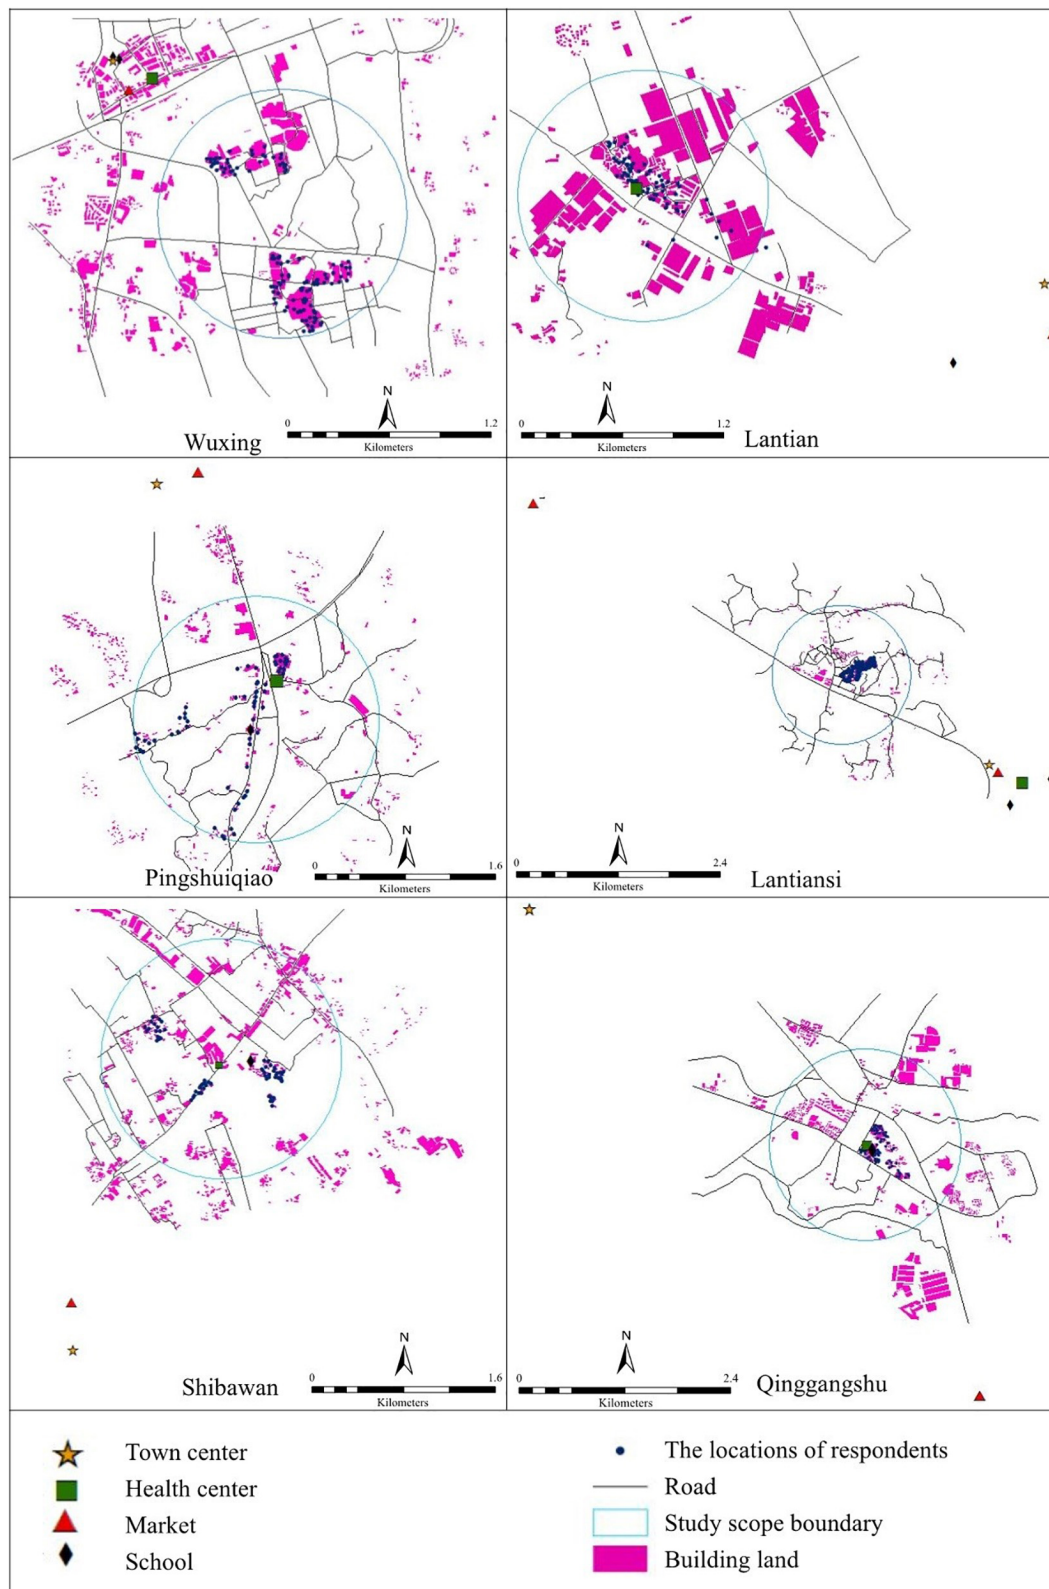 N
0 1.2
Kilometers
Wuxing
N
0 1.2
Kilometers
Lantian
N
0 1.6
Kilometers
Pingshuiqiao
N
0 2.4
Kilometers
Lantiansi
N
0 1.6
Kilometers
Shibawan
N
0 2.4
Kilometers
Qinggangshu
Town center
Health center
Market
School
The locations of respondents
Road
Study scope boundary
Building land